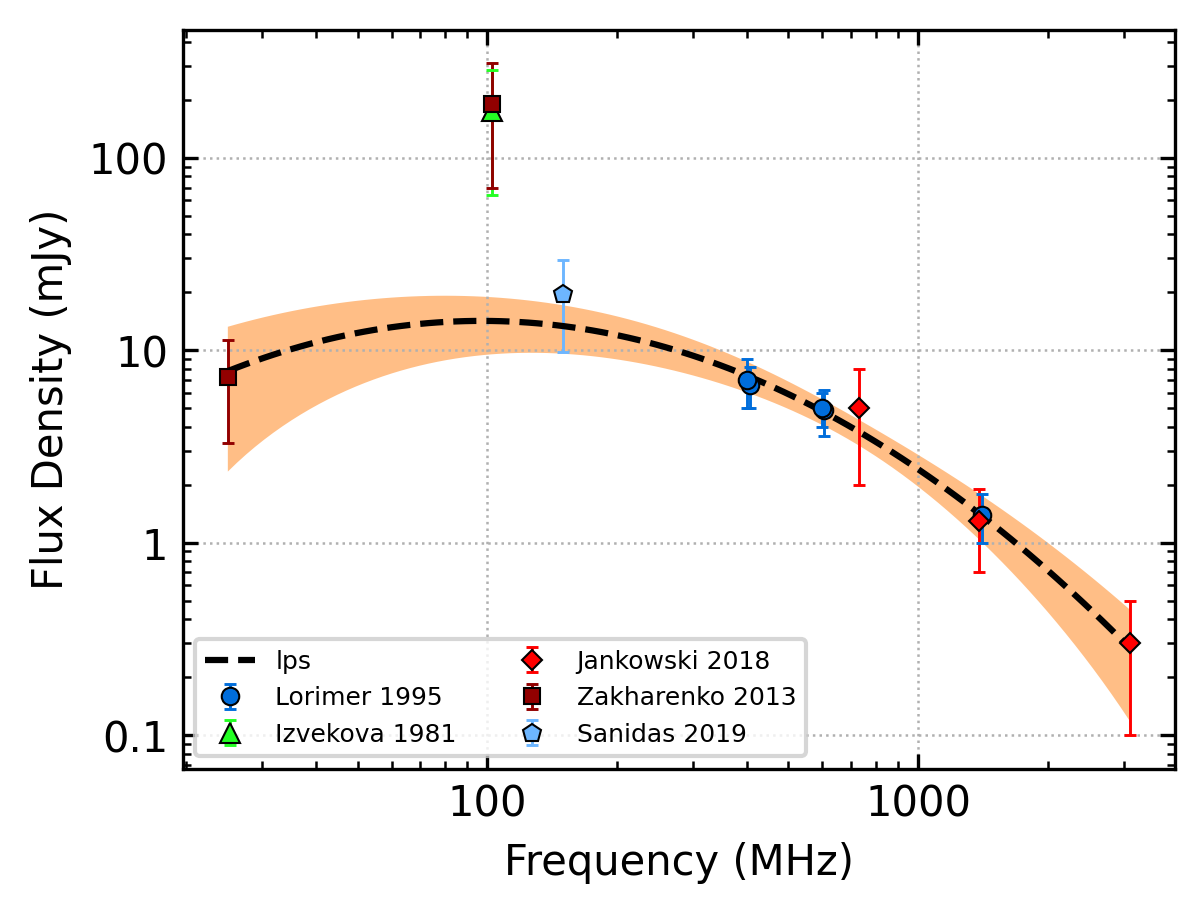 Flux Density (mJy)
100
10
1
0.1
lps
Lorimer 1995
Izvekova 1981
Jankowski 2018
Zakharenko 2013
Sanidas 2019
100
1000
Frequency (MHz)